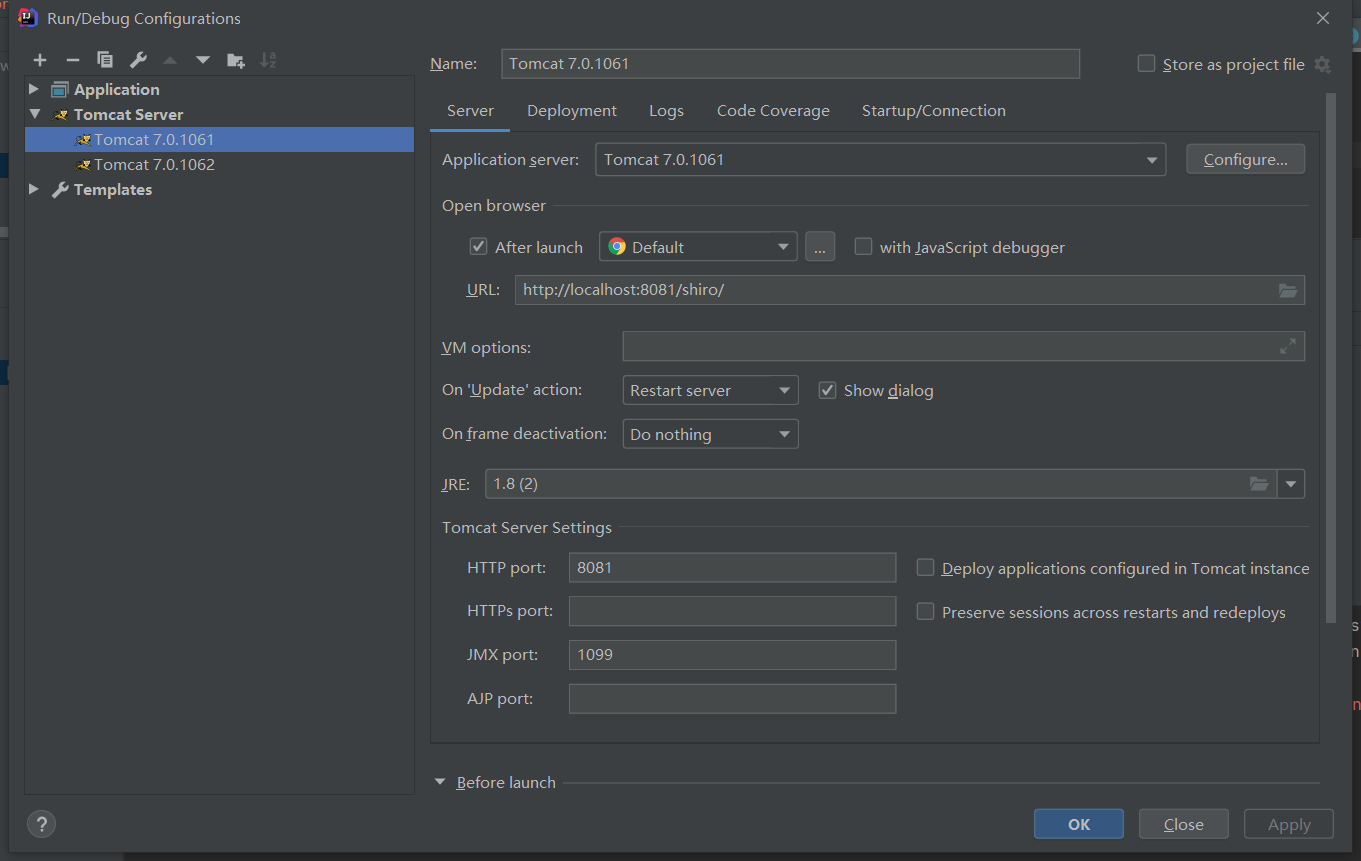 Run/Debug Configurations
Name: Tomcat 7.0.1061 Store as project file
Application
Tomcat Server
Tomcat 7.0.1061
Tomcat 7.0.1062
Templates
Server Deployment Logs Code Coverage Startup/Connection
Application server: Tomcat 7.0.1061 Configure...
Open browser
After launch Default ... with JavaScript debugger
URL: http://localhost:8081/shiro/
VM options:
On 'Update' action: Restart server Show dialog
On frame deactivation: Do nothing
JRE: 1.8 (2)
Tomcat Server Settings
HTTP port: 8081 Deploy applications configured in Tomcat instance
HTTPs port: Preserve sessions across restarts and redeploys
JMX port: 1099
AJP port:
Before launch
? OK Close Apply